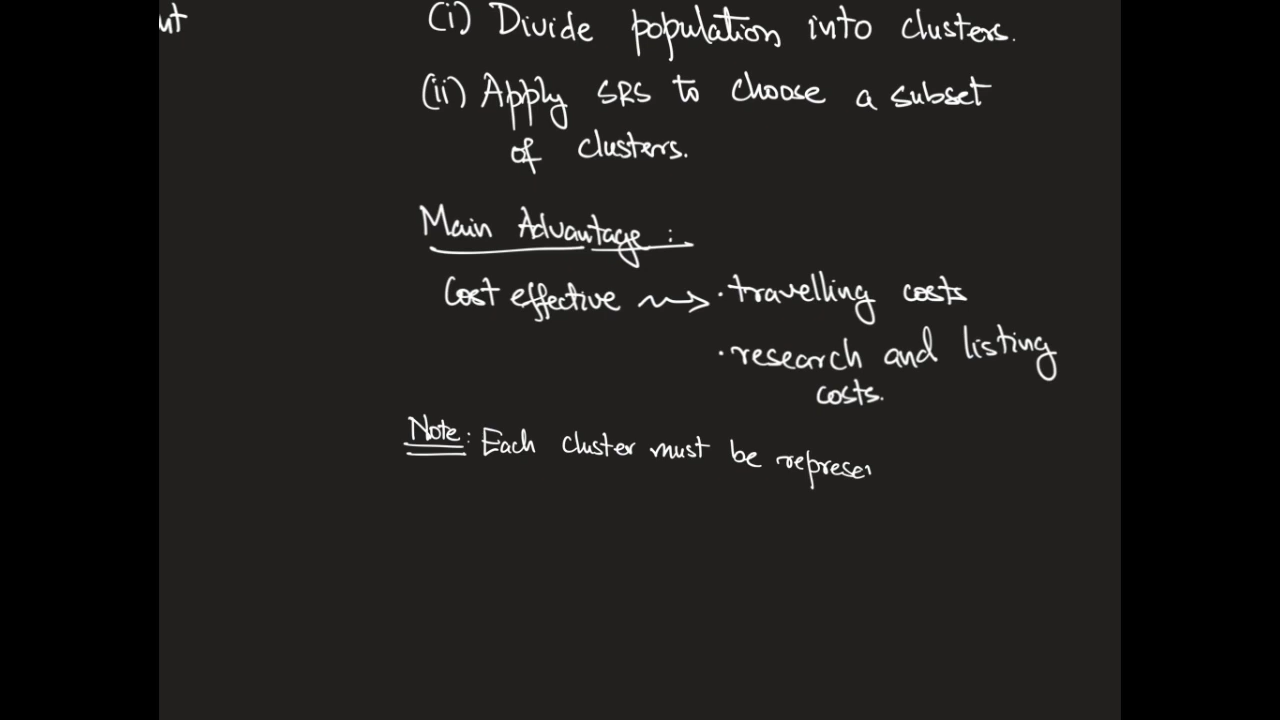 (i) Divide population into clusters.
(ii) Apply SRS to choose a subset
of clusters.
Main Advantage :
Cost effective → · travelling costs
· research and listing
costs.
Note : Each cluster must be represe